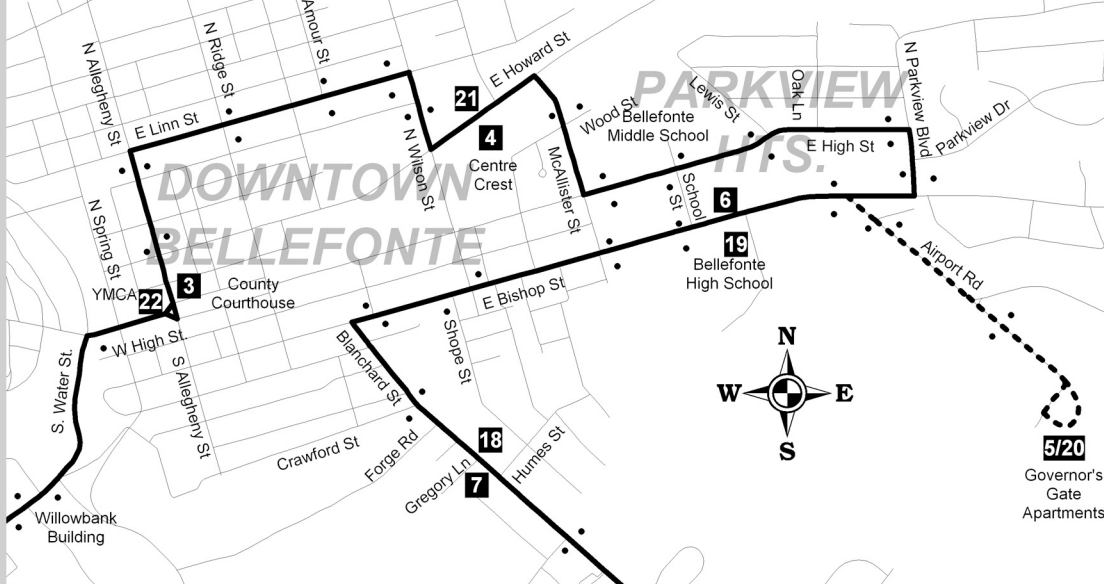 N Allegheny St
N Ridge St
Armour St
E Howard St
N Parkview Blvd
PARKVIEW
HTS.
Lewis St
Oak Ln
21
Wood St
Bellefonte
Middle School
E Linn St
4
Centre
Crest
N Wilson St
McAllister St
E High St
Parkview Dr
DOWNTOWN
BELLEFONTE
School
St
6
19
Bellefonte
High School
N Spring St
Airport Rd
YMCA
22
3
County
Courthouse
E Bishop St
W High St.
S. Water St.
S Allegheny St
Blanchard St
Shope St
N
W
E
S
Crawford St
Forge Rd
18
Gregory Ln
7
Humes St
5/20
Governor's
Gate
Apartments
Willowbank
Building